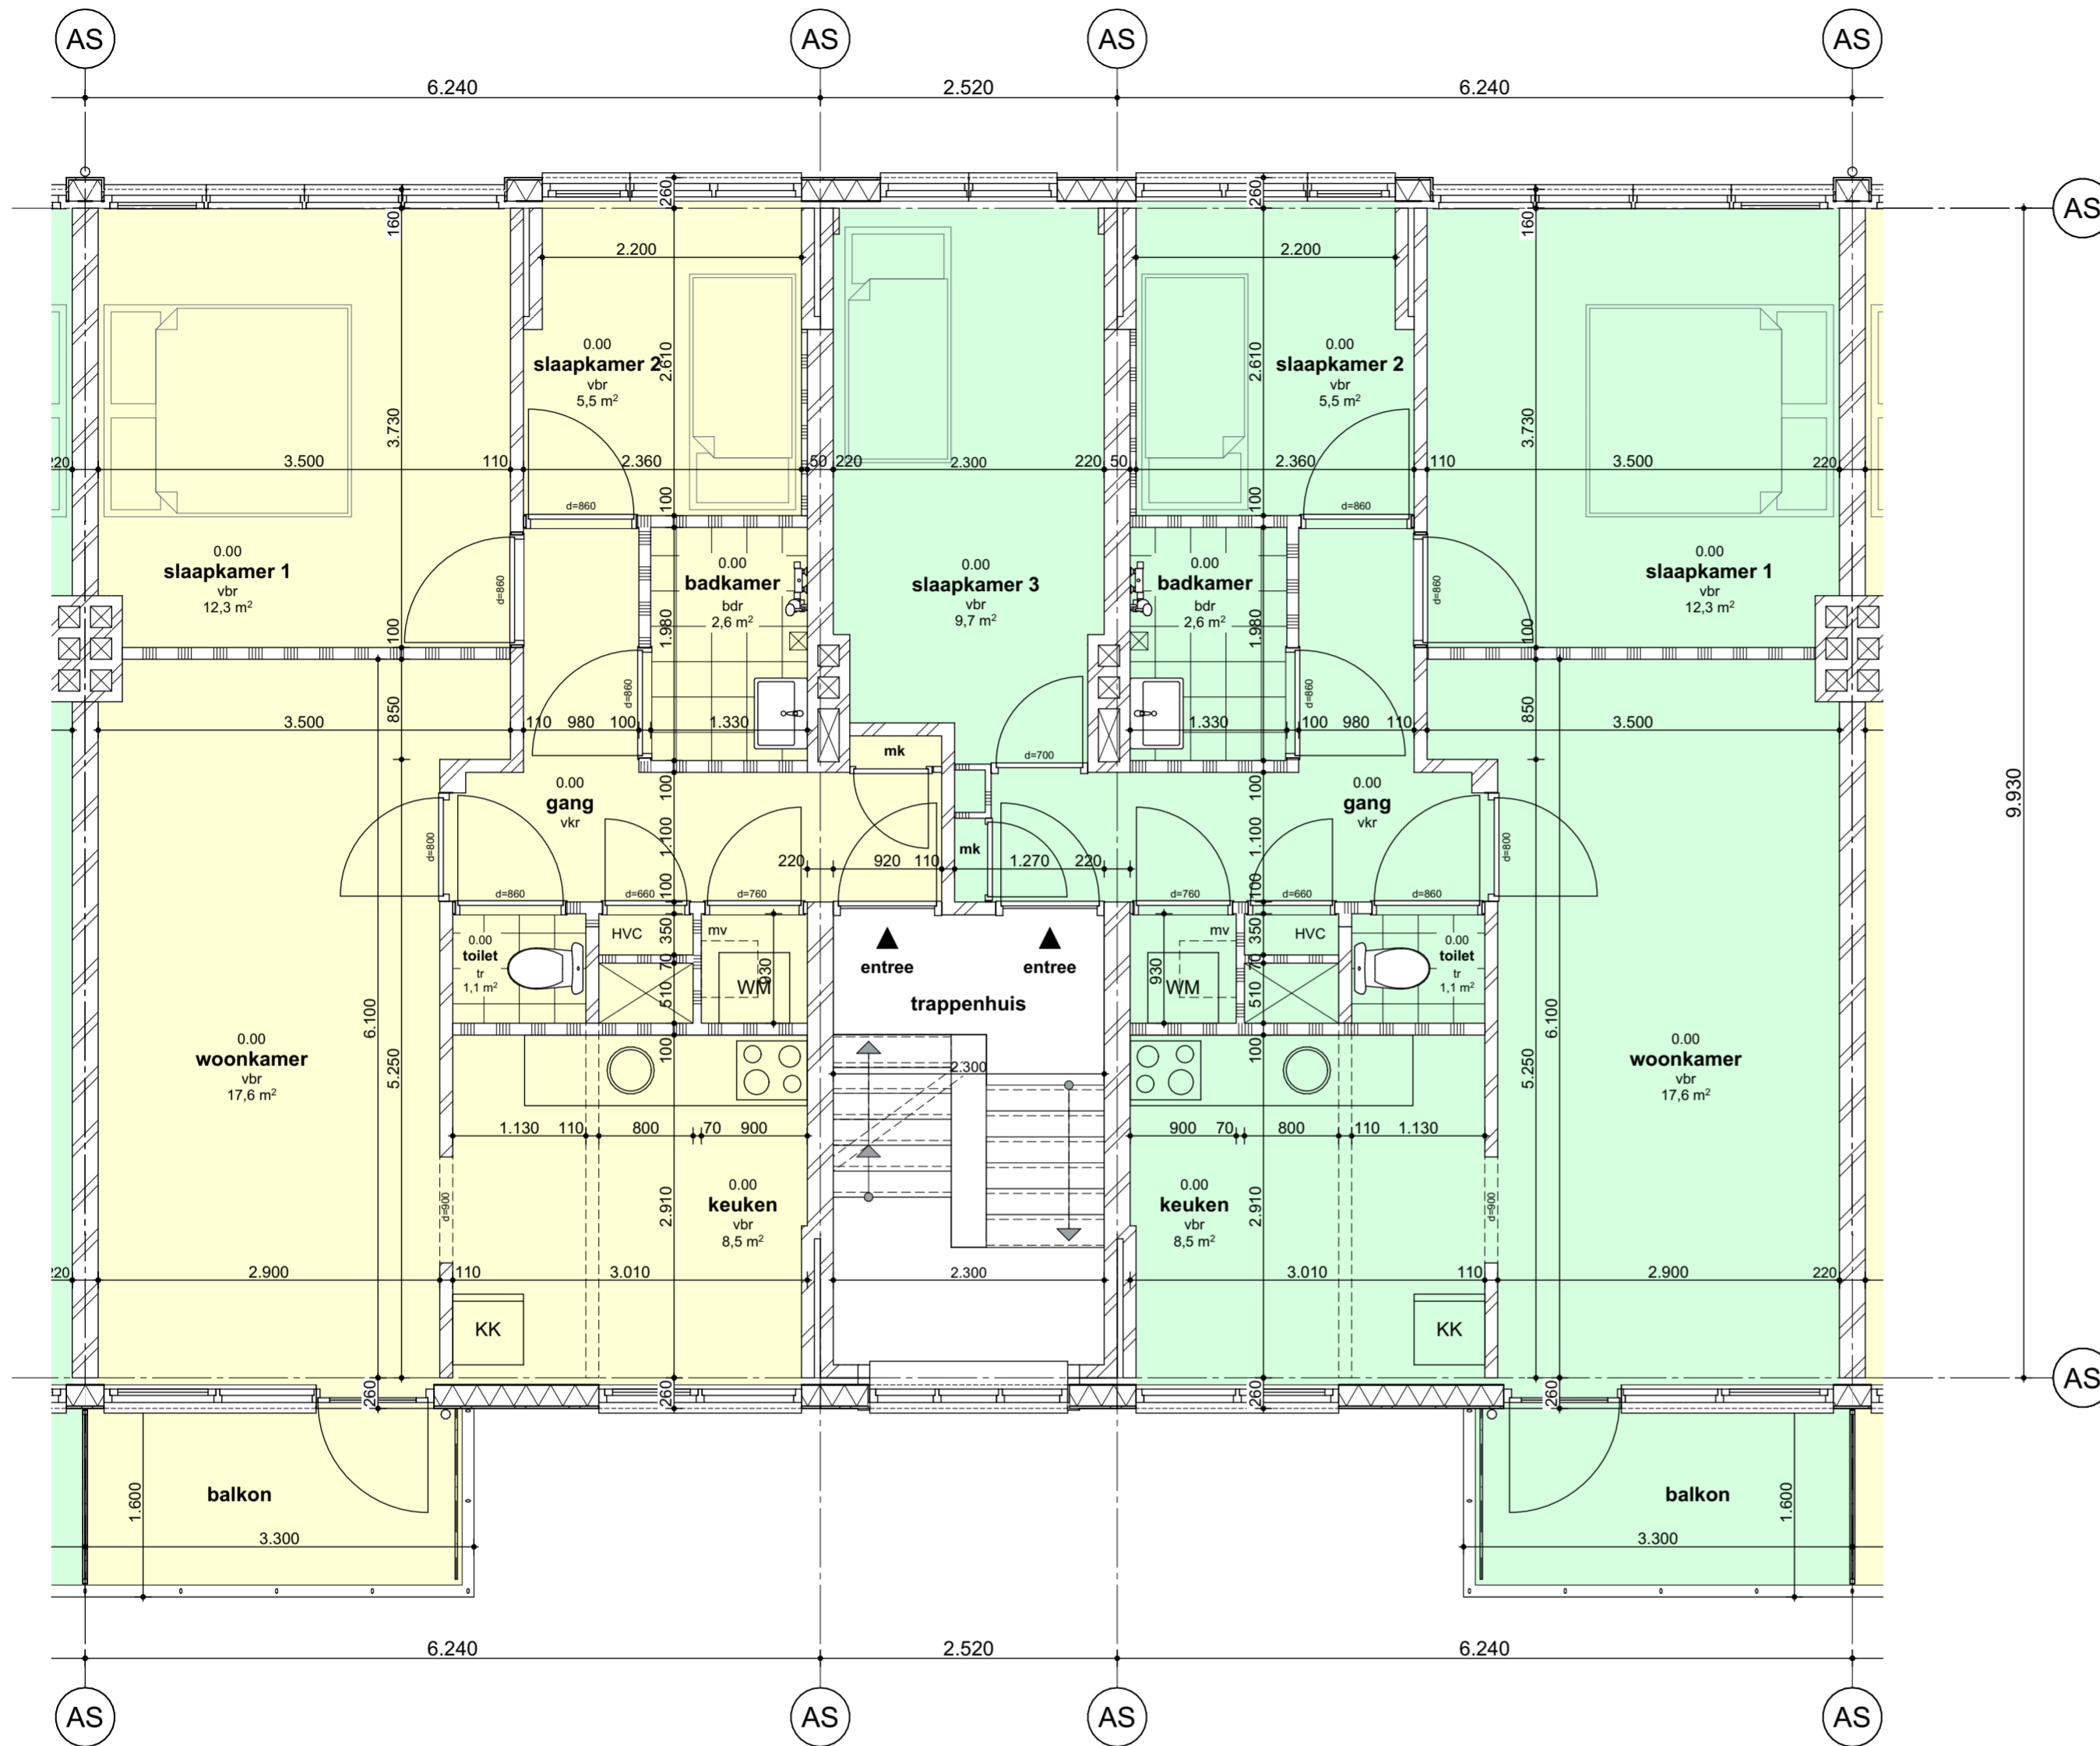 AS AS AS AS
6.240 2.520 6.240
AS
260 260
160 160
2.200 2.200
0.00 0.00
slaapkamer 2 slaapkamer 2
vbr vbr
5,5 m² 5,5 m²
2.610 2.610
3.730 3.730
220 3.500 110 2.360 50 220 2.300 220 50 2.360 110 3.500 220
100 100
d=860 d=860
0.00 0.00 0.00 0.00 0.00
slaapkamer 1 badkamer slaapkamer 3 badkamer slaapkamer 1
vbr bdr vbr bdr vbr
12,3 m² 2,6 m² 9,7 m² 2,6 m² 12,3 m²
d=860 d=860
100 1.980 1.980 100
d=860 d=860
850 850
3.500 110 980 100 1.330 1.330 100 980 110 3.500
mk d=700
0.00 0.00
gang gang
vkr vkr
100 100
9.930
d=800 1.100 mk 1.100 d=800
220 920 110 1.270 220
100 100
d=860 d=660 d=760 d=760 d=660 d=860
0.00 HVC 350 mv mv 350 HVC 0.00
toilet toilet
tr tr
1,1 m² 1,1 m²
entree entree
70 930 930 70
510 WM WM 510
trappenhuis
6.100 6.100
0.00 0.00
woonkamer woonkamer
vbr vbr
17,6 m² 17,6 m²
5.250 100 2.300 100 5.250
1.130 110 800 70 900 900 70 800 110 1.130
0.00 0.00
keuken keuken
vbr vbr
8,5 m² 8,5 m²
d=900 2.910 2.910 d=900
220 2.900 110 3.010 2.300 3.010 110 2.900 220
KK KK
AS
260 260 260 260
balkon balkon
1.600 1.600
3.300 3.300
6.240 2.520 6.240
AS AS AS AS